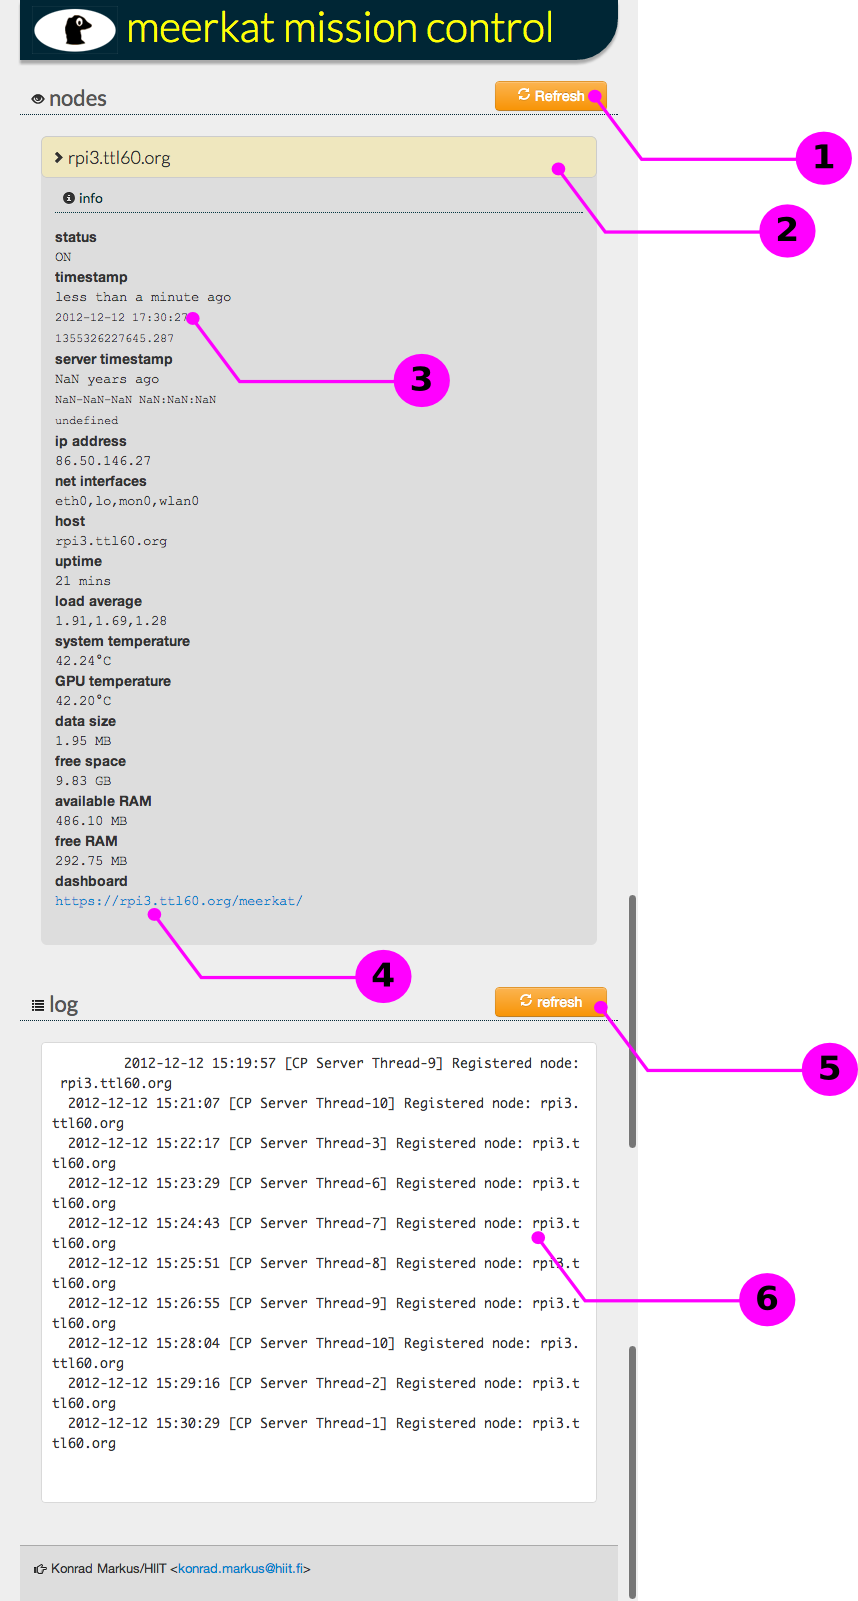 meerkat mission control
nodes
Refresh
1
rpi3.ttl60.org
2
info
status
ON
timestamp
less than a minute ago
2012-12-12 17:30:27
1355326227645.287
3
server timestamp
NaN years ago
NaN-NaN-NaN NaN:NaN:NaN
undefined
ip address
86.50.146.27
net interfaces
eth0,lo,mon0,wlan0
host
rpi3.ttl60.org
uptime
21 mins
load average
1.91,1.69,1.28
system temperature
42.24°C
GPU temperature
42.20°C
data size
1.95 MB
free space
9.83 GB
available RAM
486.10 MB
free RAM
292.75 MB
dashboard
https://rpi3.ttl60.org/meerkat/
4
log
refresh
5
2012-12-12 15:19:57 [CP Server Thread-9] Registered node:
rpi3.ttl60.org
2012-12-12 15:21:07 [CP Server Thread-10] Registered node: rpi3.
ttl60.org
2012-12-12 15:22:17 [CP Server Thread-3] Registered node: rpi3.t
tl60.org
2012-12-12 15:23:29 [CP Server Thread-6] Registered node: rpi3.t
tl60.org
2012-12-12 15:24:43 [CP Server Thread-7] Registered node: rpi3.t
tl60.org
2012-12-12 15:25:51 [CP Server Thread-8] Registered node: rpi3.t
tl60.org
2012-12-12 15:26:55 [CP Server Thread-9] Registered node: rpi3.t
tl60.org
6
2012-12-12 15:28:04 [CP Server Thread-10] Registered node: rpi3.
ttl60.org
2012-12-12 15:29:16 [CP Server Thread-2] Registered node: rpi3.t
tl60.org
2012-12-12 15:30:29 [CP Server Thread-1] Registered node: rpi3.t
tl60.org
Konrad Markus/HIIT <konrad.markus@hiit.fi>